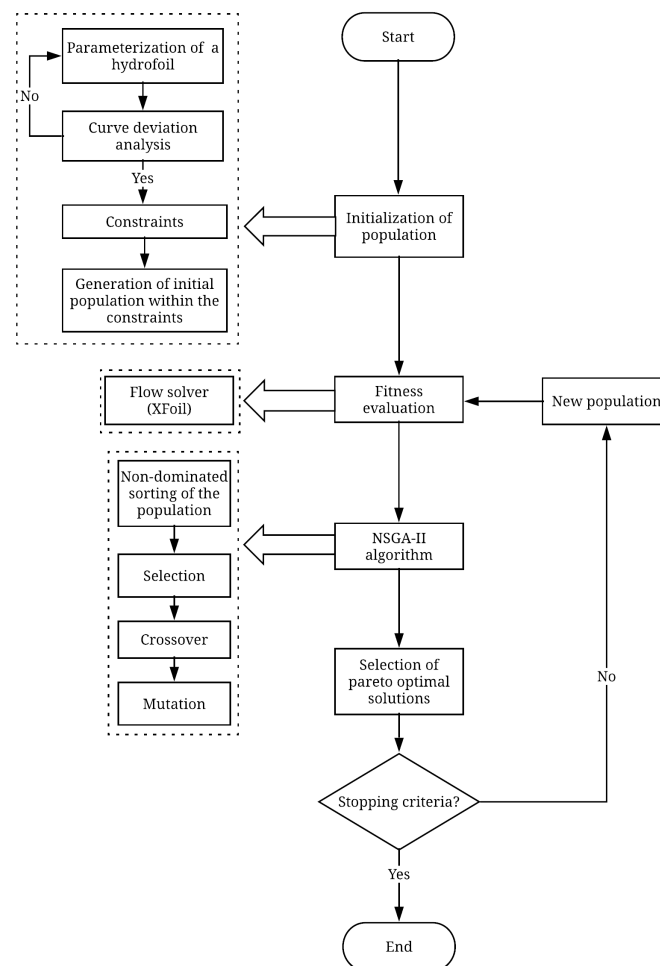 Start
Parameterization of a
hydrofoil
No
Curve deviation
analysis
Yes
Constraints
Generation of initial
population within the
constraints
Initialization of
population
Flow solver
(XFoil)
Fitness
evaluation
New population
Non-dominated
sorting of the
population
Selection
Crossover
Mutation
NSGA-II
algorithm
Selection of
pareto optimal
solutions
Stopping criteria?
No
Yes
End